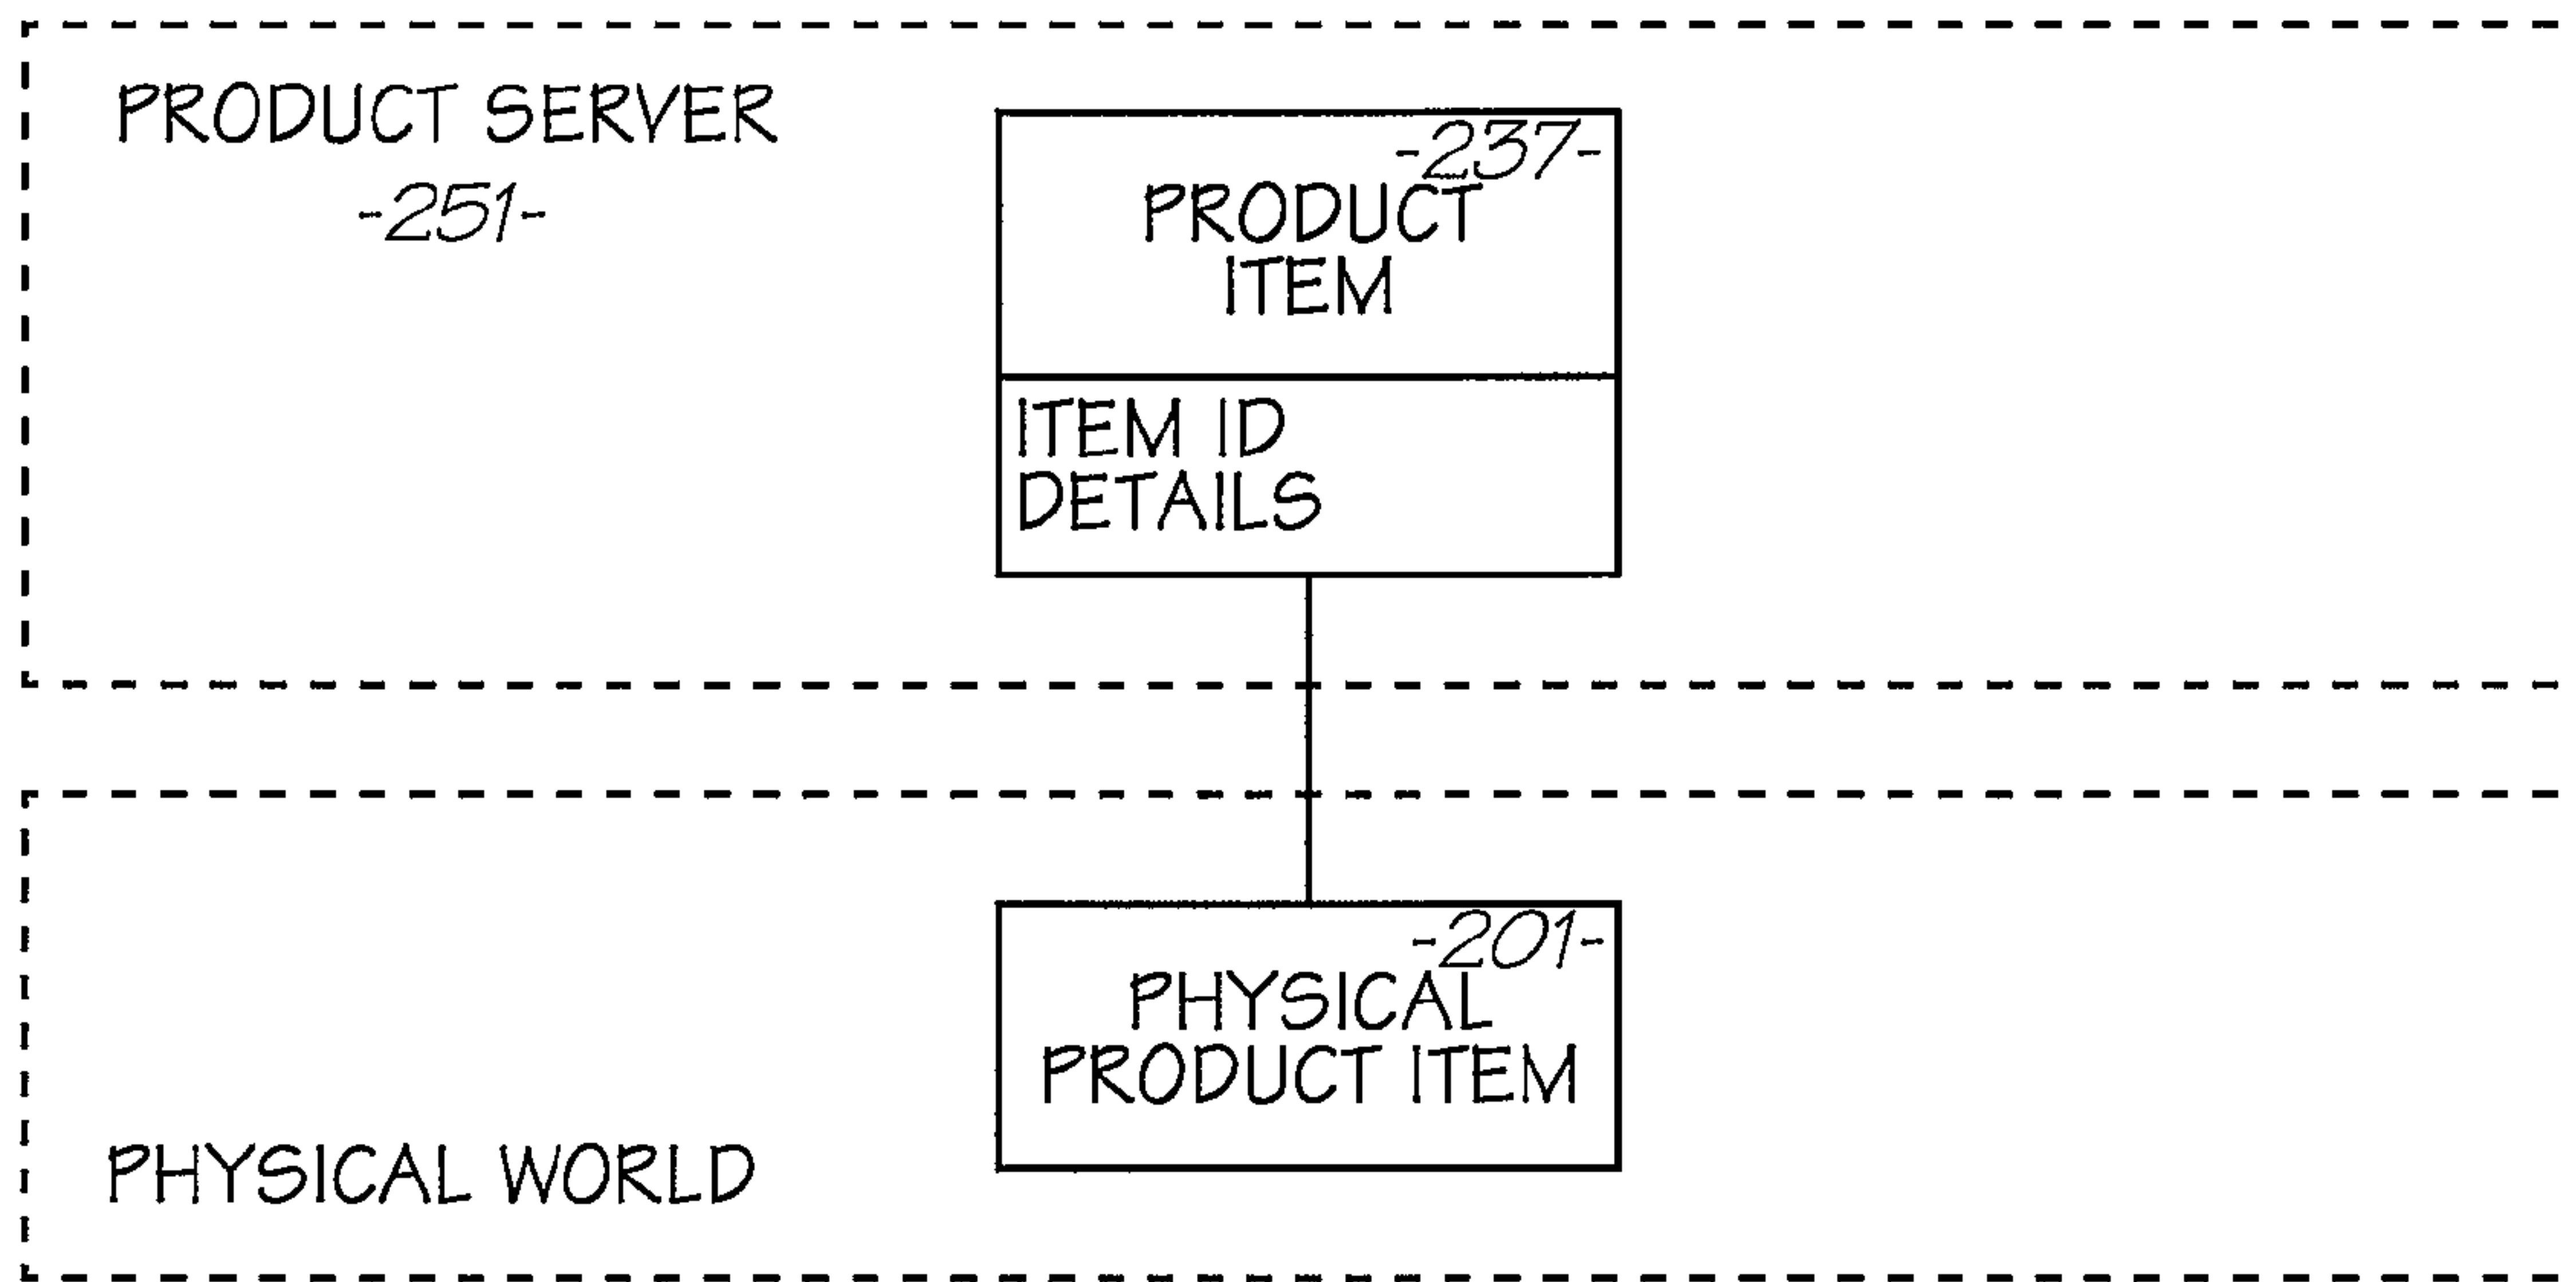 PRODUCT SERVER
-251-
-237-
PRODUCT
ITEM
ITEM ID
DETAILS
-201-
PHYSICAL
PRODUCT ITEM
PHYSICAL WORLD